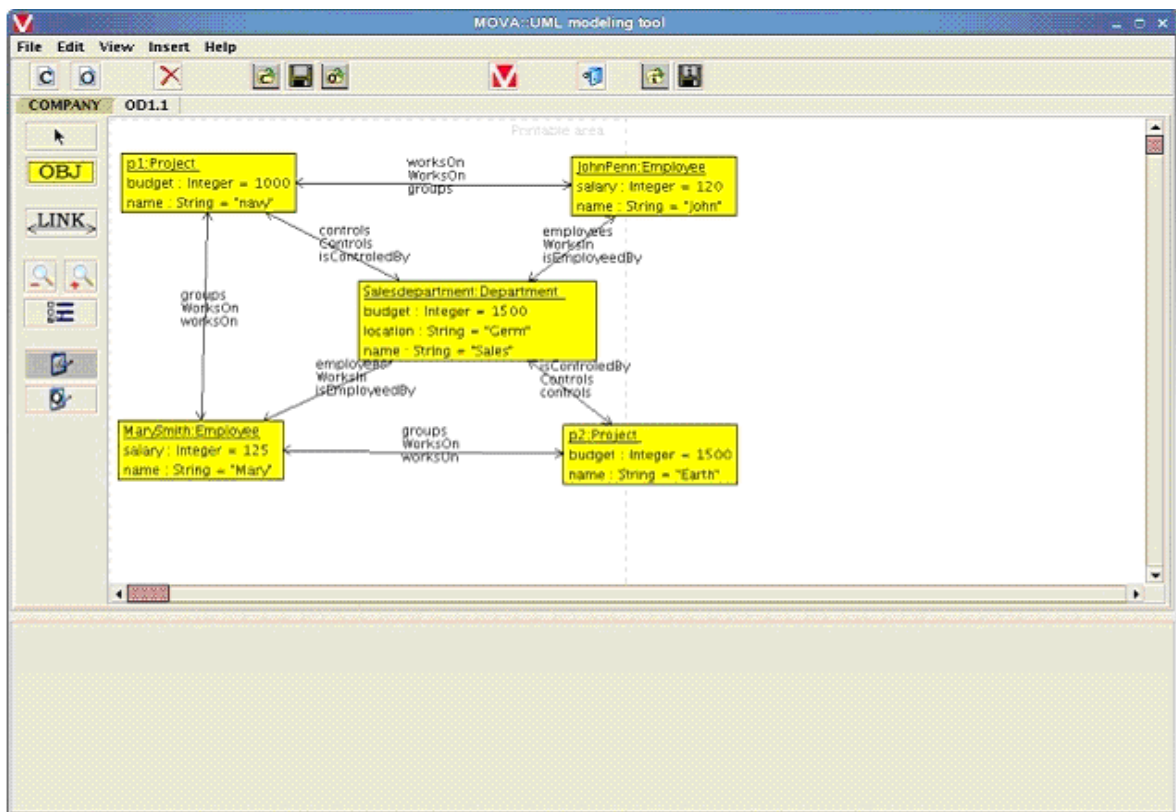 MOVA::UML modeling tool
File Edit View Insert Help
C O C O i i
COMPANY OD1.1
Printable area
OBJ
LINK
p1:Project
budget : Integer = 1000
name : String = "navy"
worksOn
WorksOn
groups
JohnPenn:Employee
salary : Integer = 120
name : String = "John"
controls
Controls
isControledBy
employees
WorksIn
isEmployeedBy
groups
WorksOn
worksOn
Salesdepartment:Department
budget : Integer = 1500
location : String = "Germ"
name : String = "Sales"
employees
WorksIn
isEmployeedBy
isControledBy
Controls
controls
MarySmith:Employee
salary : Integer = 125
name : String = "Mary"
groups
WorksOn
worksOn
p2:Project
budget : Integer = 1500
name : String = "Earth"